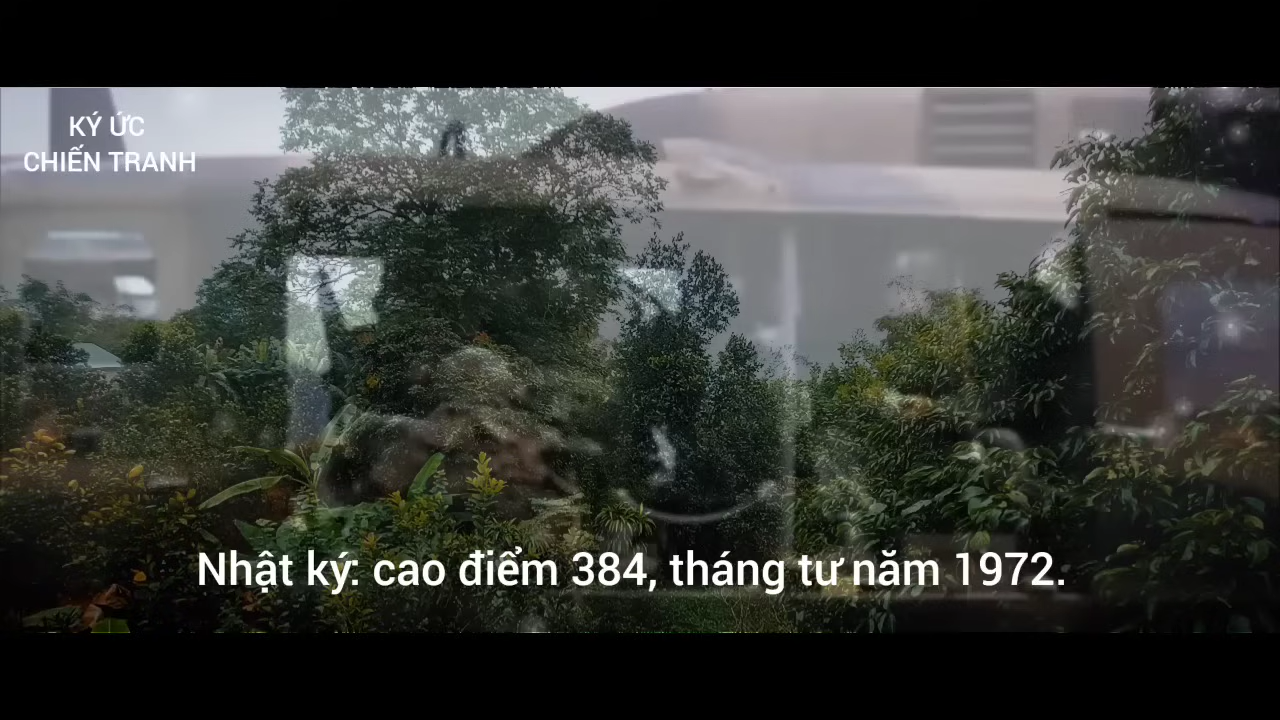 KÝ ỨC
CHIẾN TRANH
Nhật ký: cao điểm 384, tháng tư năm 1972.